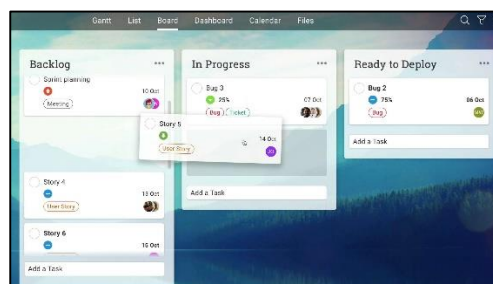 Gantt List Board Dashboard Calendar Files
Backlog
Sprint planning
10 Oct
Meeting
Story 4
13 Oct
User Story
Story 6
16 Oct
Add a Task
In Progress
Bug 3
25%
07 Oct
Bug Ticket
Story 5
14 Oct
User Story
Add a Task
Ready to Deploy
Bug 2
75%
06 Oct
Bug
Add a Task